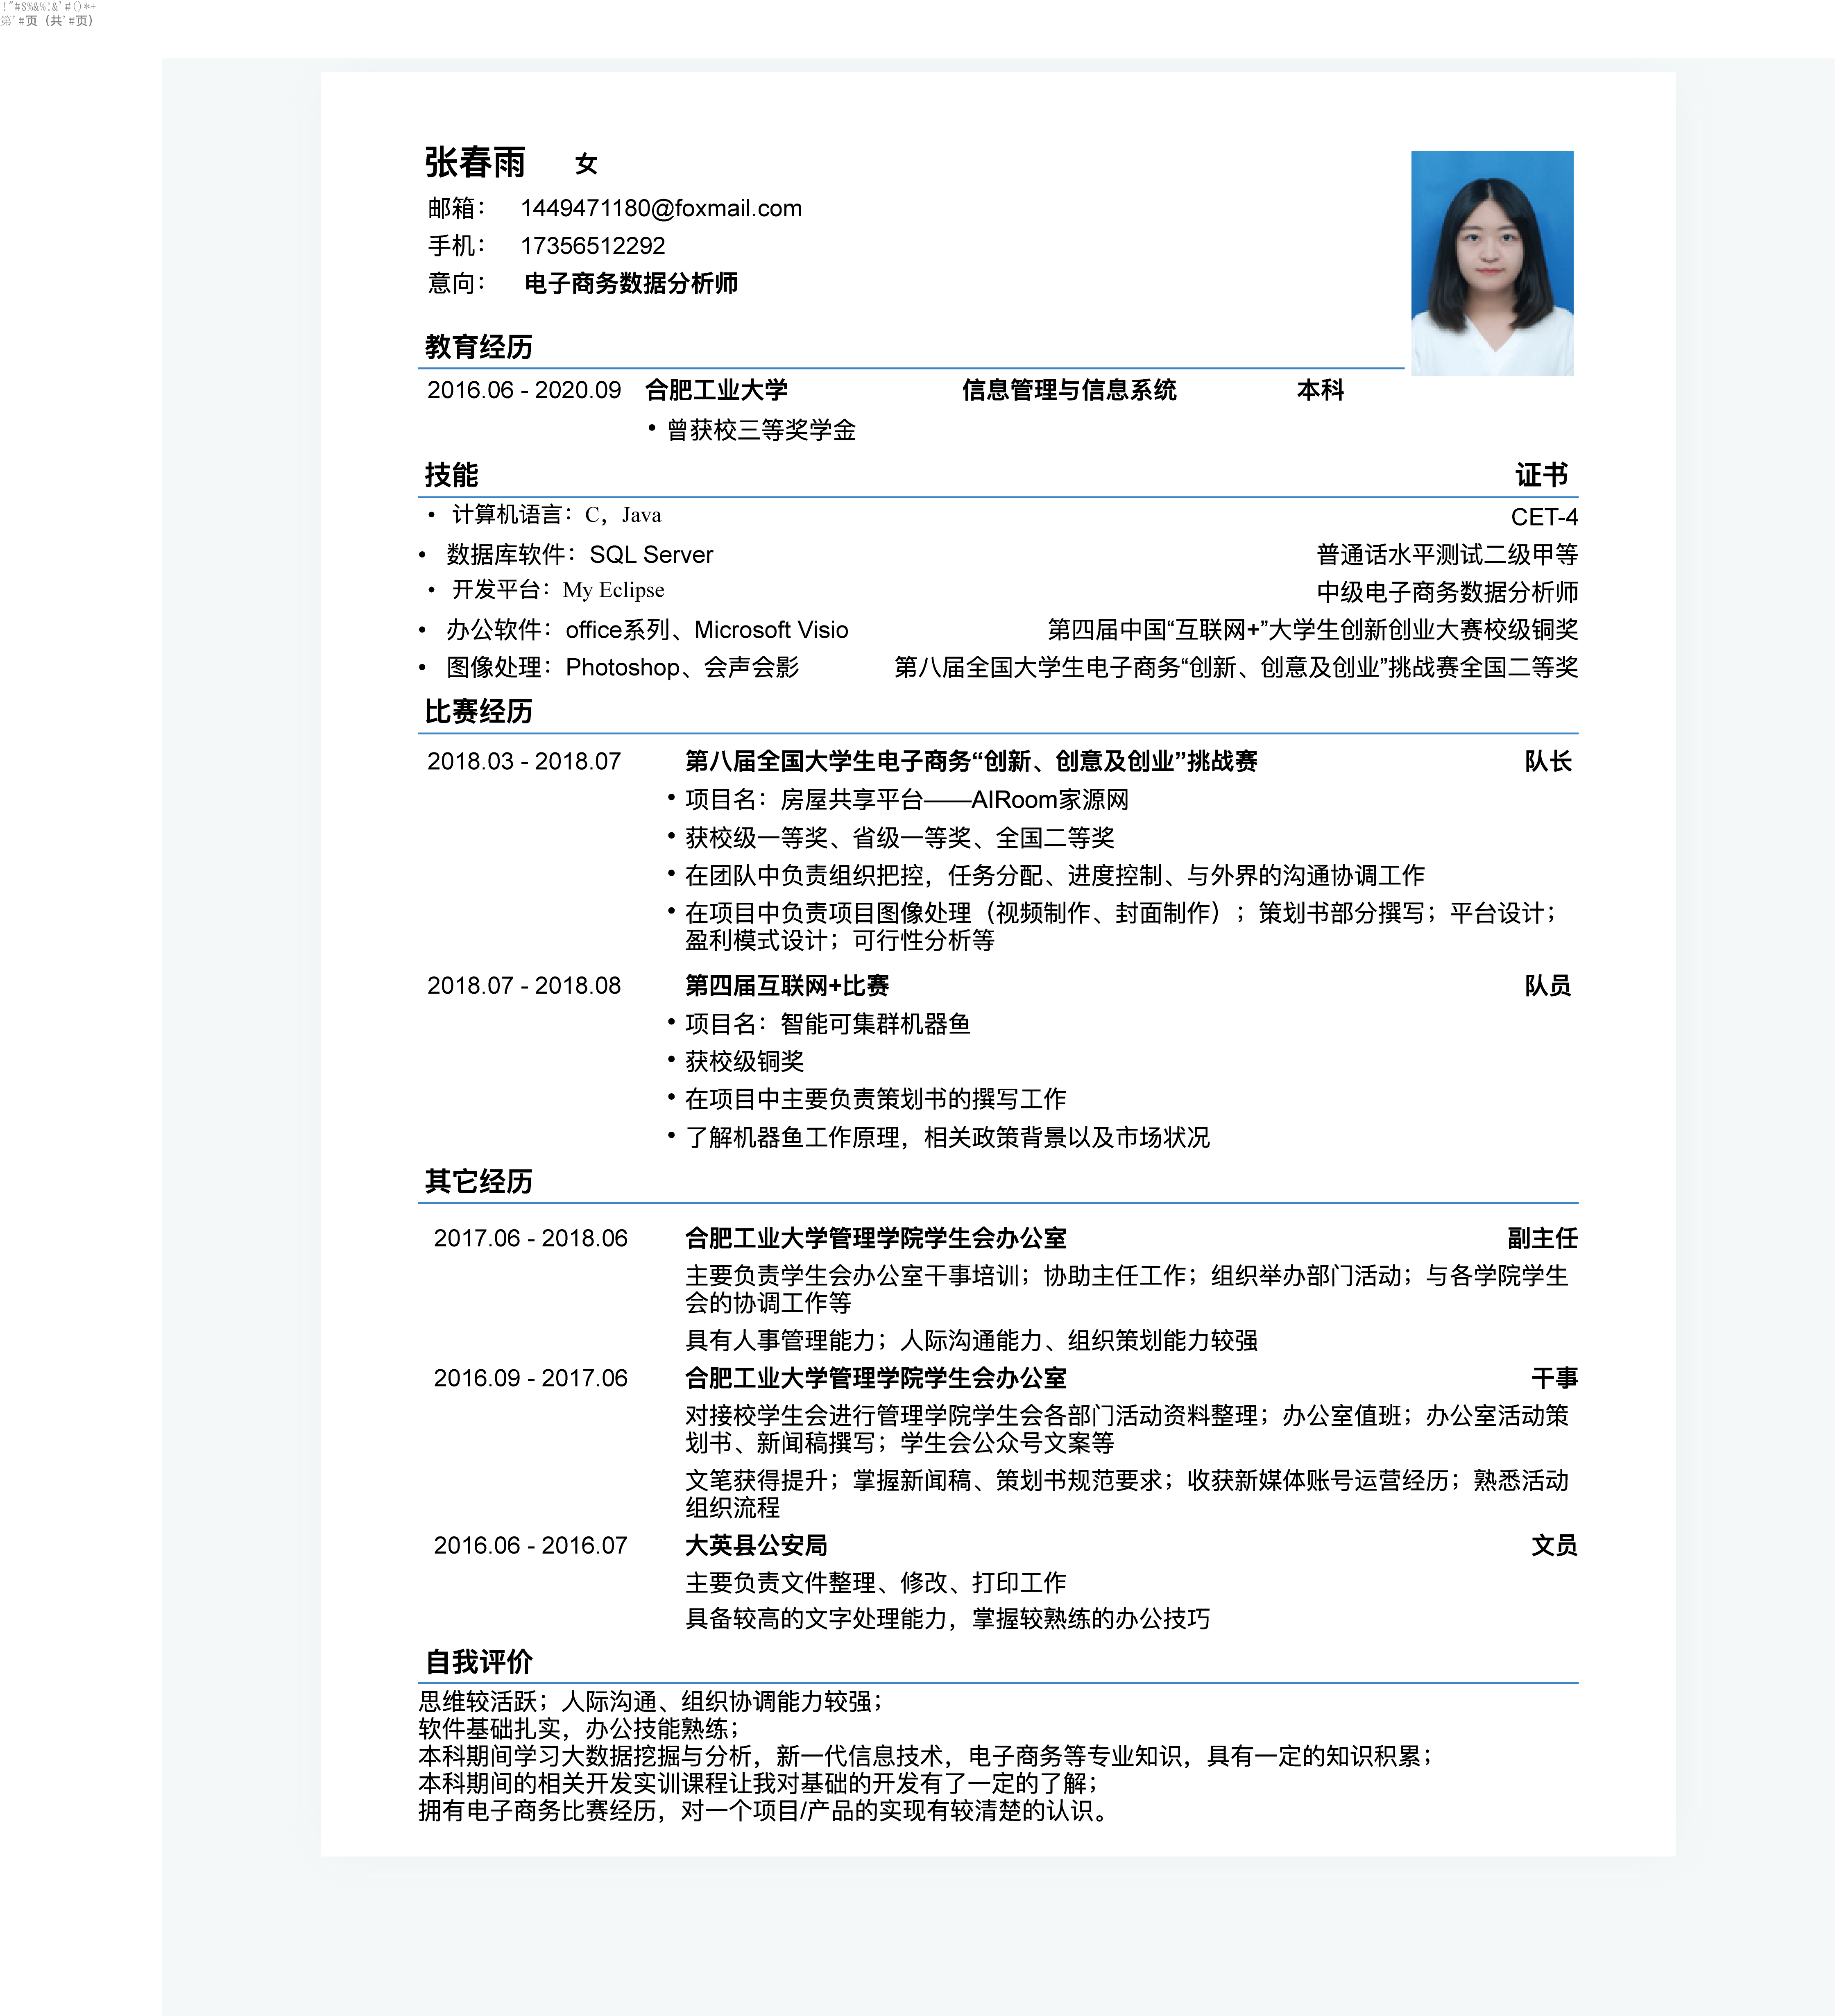 !"#$%&%!&'#()*+
第'#页（共'#页）
张春雨 女
邮箱： 1449471180@foxmail.com
手机： 17356512292
意向： 电子商务数据分析师
教育经历
2016.06 - 2020.09 合肥工业大学 信息管理与信息系统 本科
• 曾获校三等奖学金
技能 证书
• 计算机语言：C，Java CET-4
• 数据库软件：SQL Server 普通话水平测试二级甲等
• 开发平台：My Eclipse 中级电子商务数据分析师
• 办公软件：office系列、Microsoft Visio 第四届中国“互联网+”大学生创新创业大赛校级铜奖
• 图像处理：Photoshop、会声会影 第八届全国大学生电子商务“创新、创意及创业”挑战赛全国二等奖
比赛经历
2018.03 - 2018.07 第八届全国大学生电子商务“创新、创意及创业”挑战赛 队长
• 项目名：房屋共享平台——AIRoom家源网
• 获校级一等奖、省级一等奖、全国二等奖
• 在团队中负责组织把控，任务分配、进度控制、与外界的沟通协调工作
• 在项目中负责项目图像处理（视频制作、封面制作）；策划书部分撰写；平台设计；
盈利模式设计；可行性分析等
2018.07 - 2018.08 第四届互联网+比赛 队员
• 项目名：智能可集群机器鱼
• 获校级铜奖
• 在项目中主要负责策划书的撰写工作
• 了解机器鱼工作原理，相关政策背景以及市场状况
其它经历
2017.06 - 2018.06 合肥工业大学管理学院学生会办公室 副主任
主要负责学生会办公室干事培训；协助主任工作；组织举办部门活动；与各学院学生
会的协调工作等
具有人事管理能力；人际沟通能力、组织策划能力较强
2016.09 - 2017.06 合肥工业大学管理学院学生会办公室 干事
对接校学生会进行管理学院学生会各部门活动资料整理；办公室值班；办公室活动策
划书、新闻稿撰写；学生会公众号文案等
文笔获得提升；掌握新闻稿、策划书规范要求；收获新媒体账号运营经历；熟悉活动
组织流程
2016.06 - 2016.07 大英县公安局 文员
主要负责文件整理、修改、打印工作
具备较高的文字处理能力，掌握较熟练的办公技巧
自我评价
思维较活跃；人际沟通、组织协调能力较强；
软件基础扎实，办公技能熟练；
本科期间学习大数据挖掘与分析，新一代信息技术，电子商务等专业知识，具有一定的知识积累；
本科期间的相关开发实训课程让我对基础的开发有了一定的了解；
拥有电子商务比赛经历，对一个项目/产品的实现有较清楚的认识。